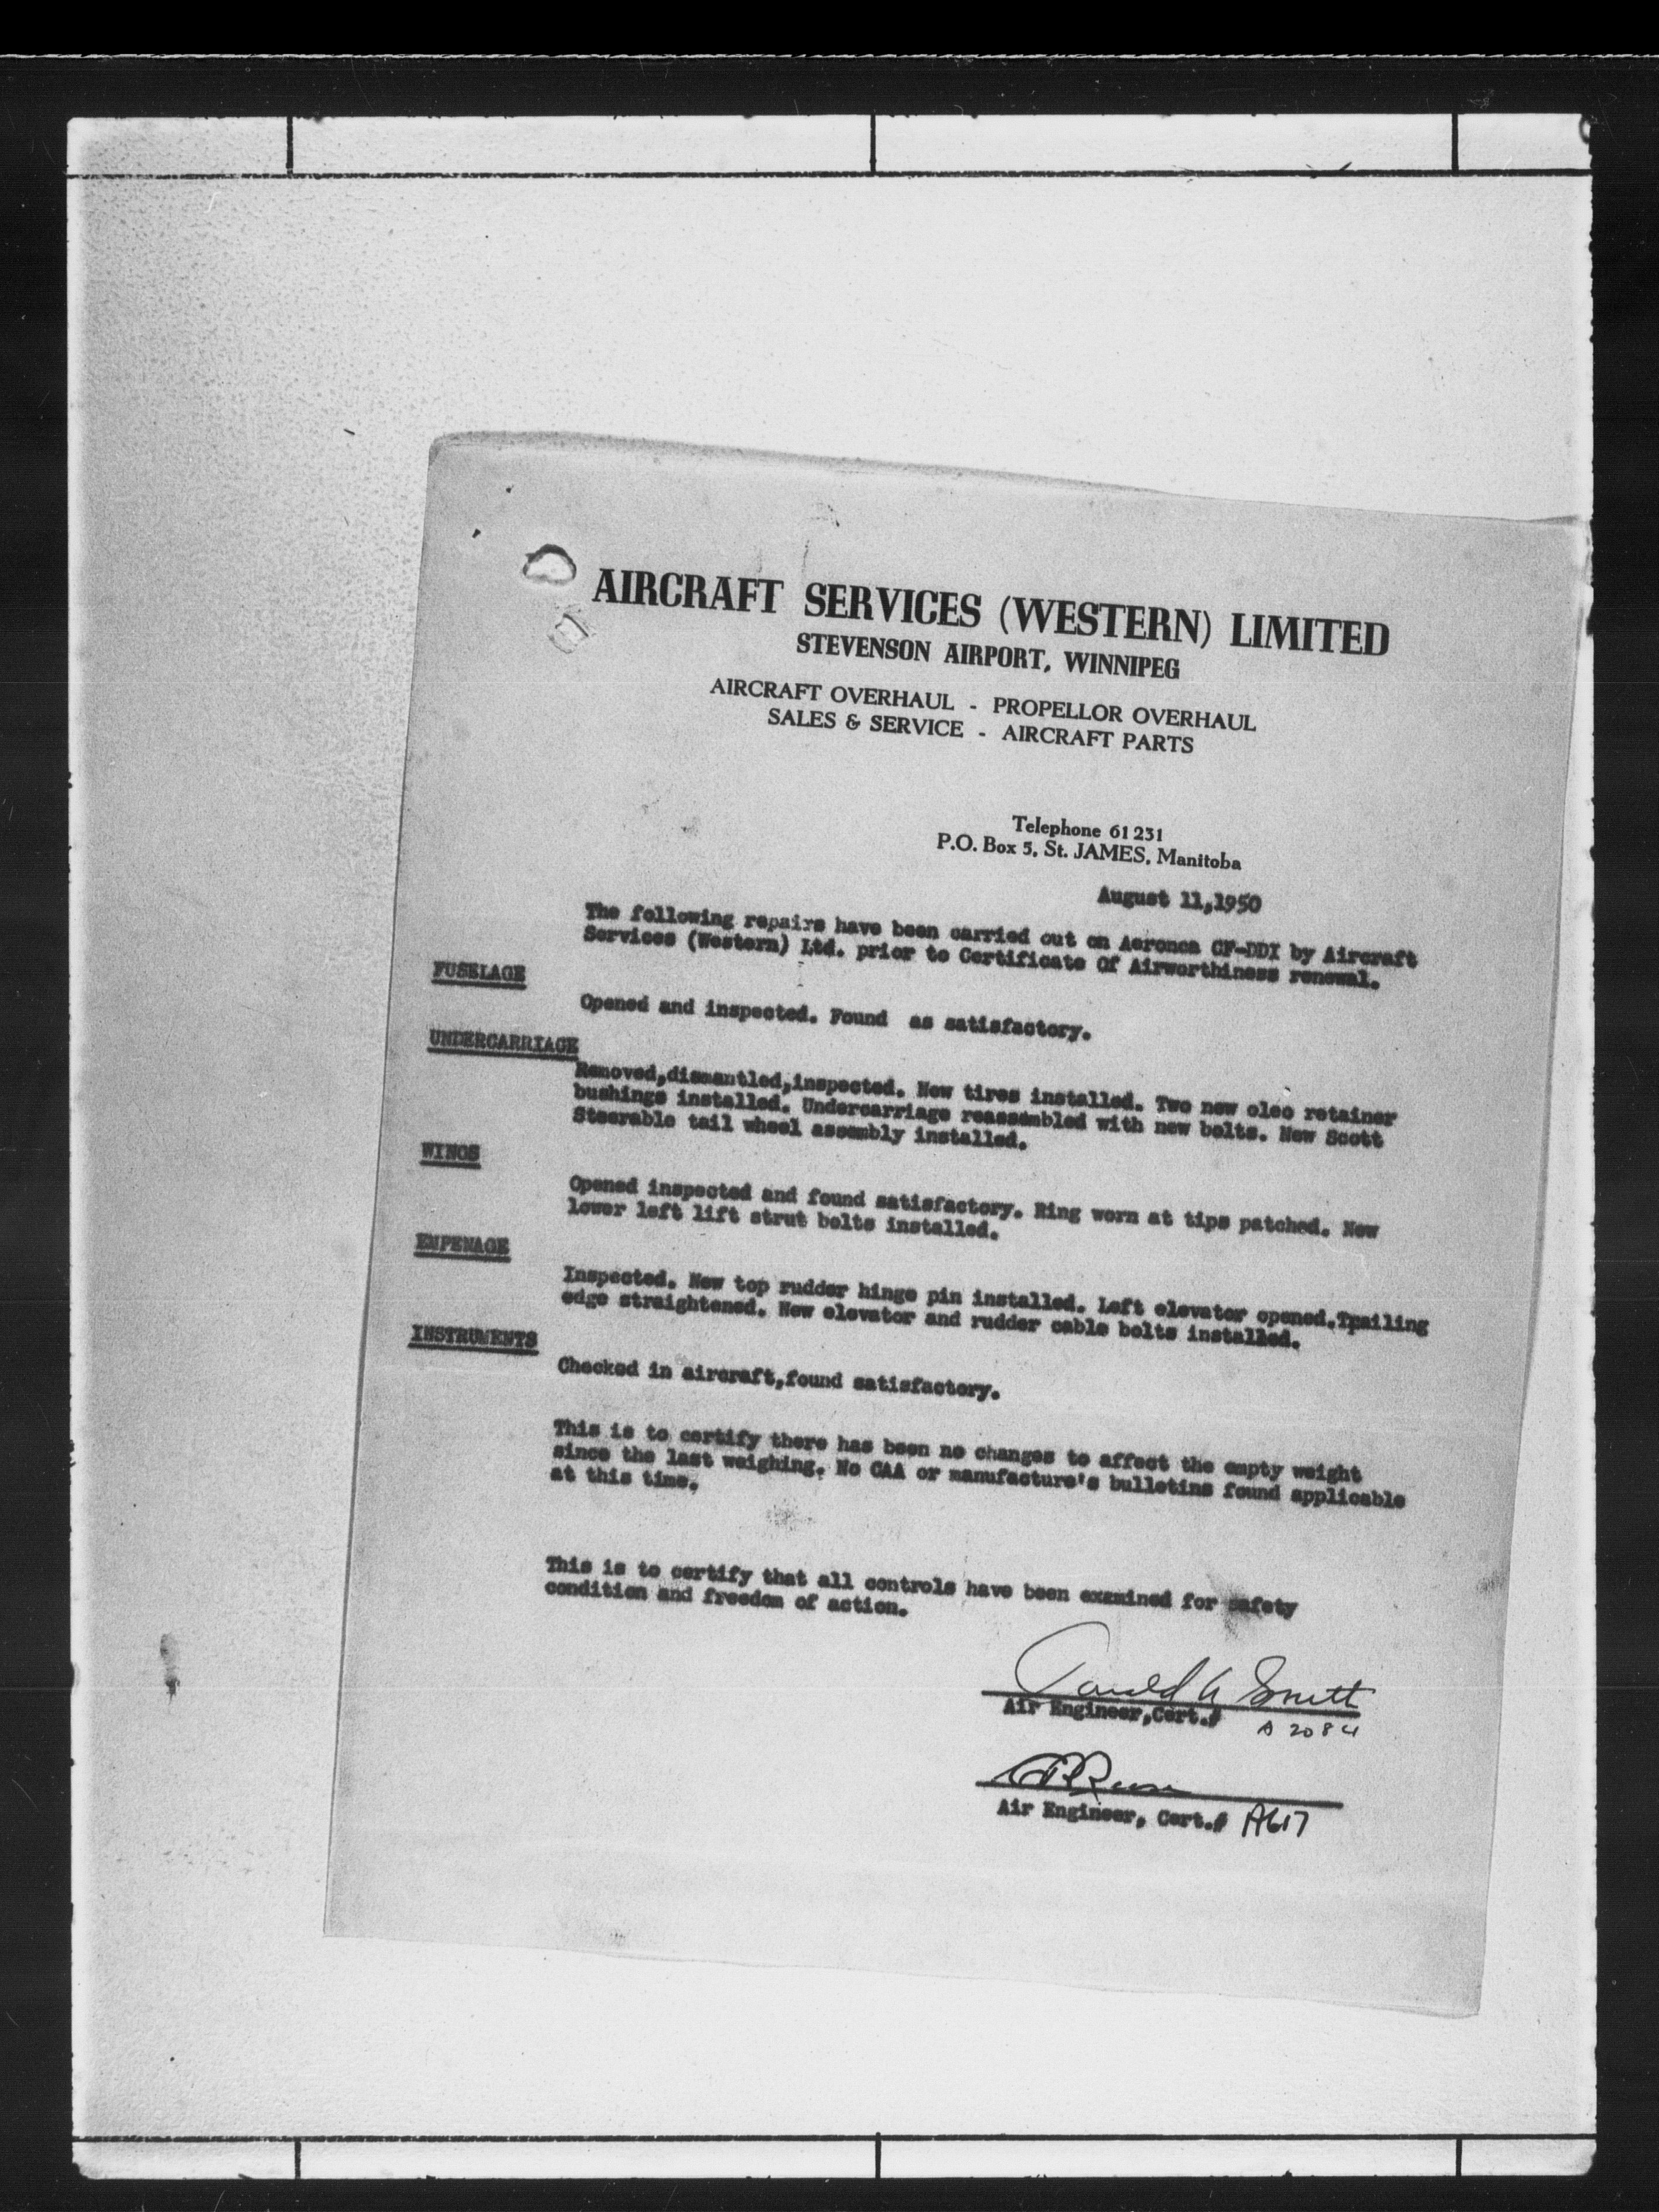 AIRCRAFT SERVICES (WESTERN) LIMITED
STEVENSON AIRPORT, WINNIPEG
AIRCRAFT OVERHAUL - PROPELLOR OVERHAUL
SALES & SERVICE - AIRCRAFT PARTS
Telephone 61 231
P.O. Box 5, St. JAMES, Manitoba
August 11,1950
The following repairs have been carried out on Aeronca CF-DDI by Aircraft
Services (Western) Ltd. prior to Certificate Of Airworthiness renewal.
FUSELAGE
Opened and inspected. Found as satisfactory.
UNDERCARRIAGE
Removed,dismantled,inspected. New tires installed. Two new oleo retainer
bushings installed. Undercarriage reassembled with new bolts. New Scott
Steerable tail wheel assembly installed.
WINGS
Opened inspected and found satisfactory. Ring worn at tips patched. New
lower left lift strut bolts installed.
EMPENAGE
Inspected. New top rudder hinge pin installed. Left elevator opened.Trailing
edge straightened. New elevator and rudder cable bolts installed.
INSTRUMENTS
Checked in aircraft,found satisfactory.
This is to certify there has been no changes to affect the empty weight
since the last weighing. No CAA or manufacture's bulletins found applicable
at this time.
This is to certify that all controls have been examined for safety
condition and freedom of action.
Smith
Air Engineer,Cert.# A 2084
Air Engineer, Cert.# A617